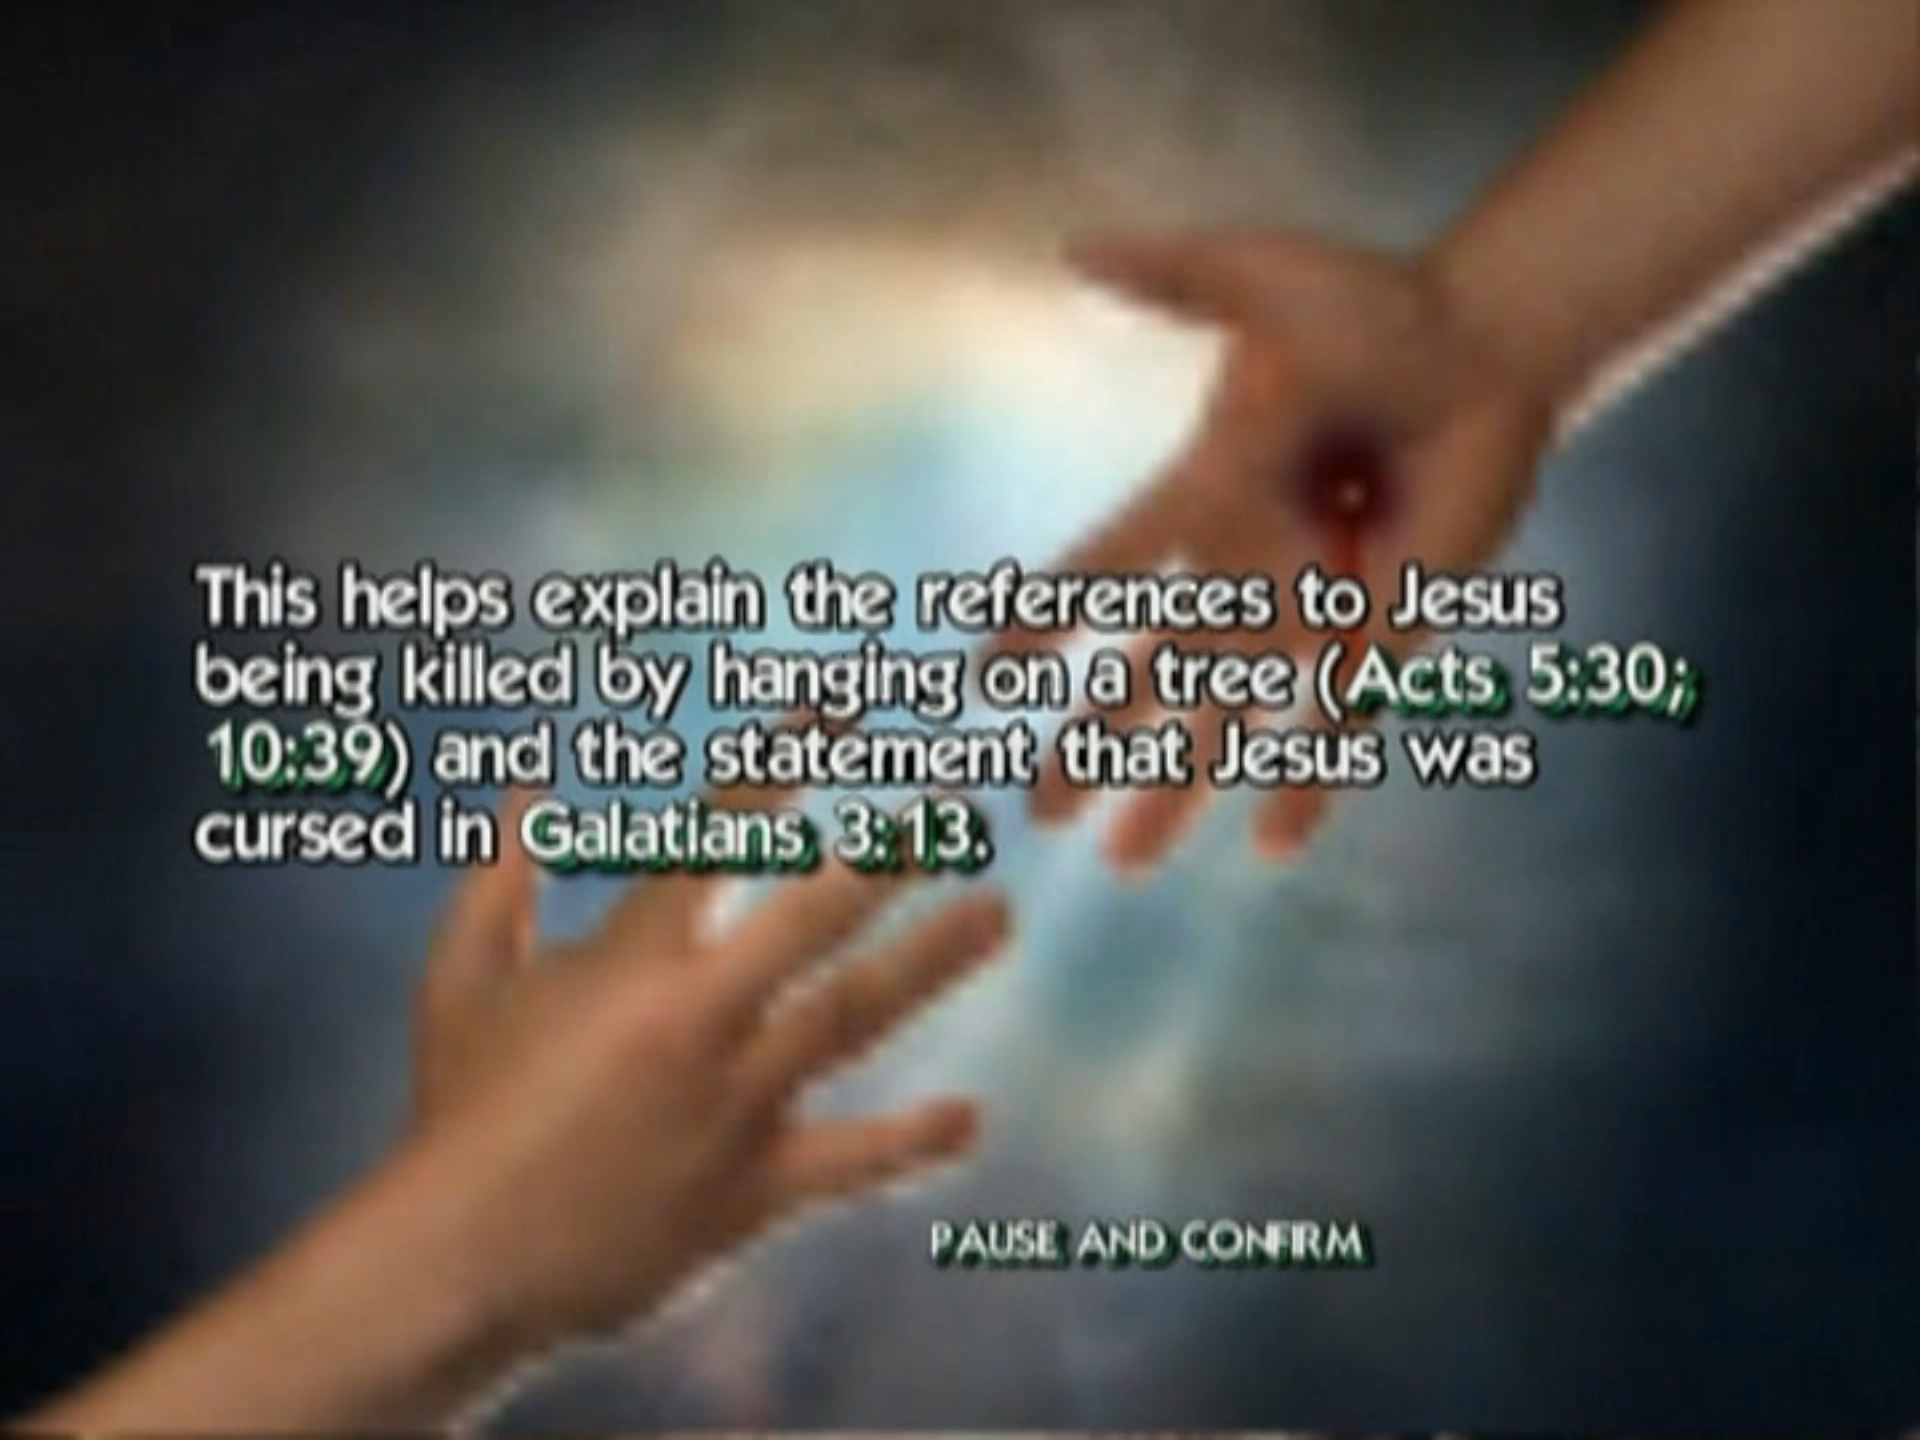 This helps explain the references to Jesus
being killed by hanging on a tree (Acts 5:30;
10:39) and the statement that Jesus was
cursed in Galatians 3:13.
PAUSE AND CONFIRM